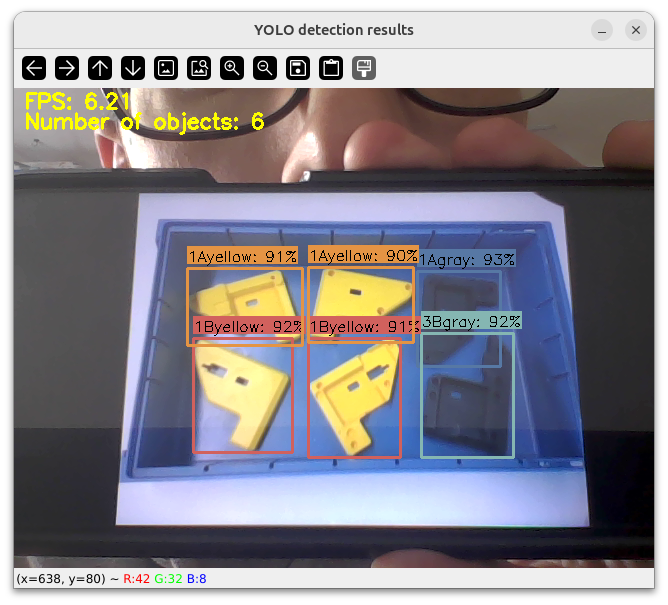 YOLO detection results
FPS: 6.21
Number of objects: 6
1Ayellow: 91%
1Ayellow: 90%
1Agray: 93%
1Byellow: 92%
1Byellow: 91%
3Bgray: 92%
(x=638, y=80) ~ R:42 G:32 B:8